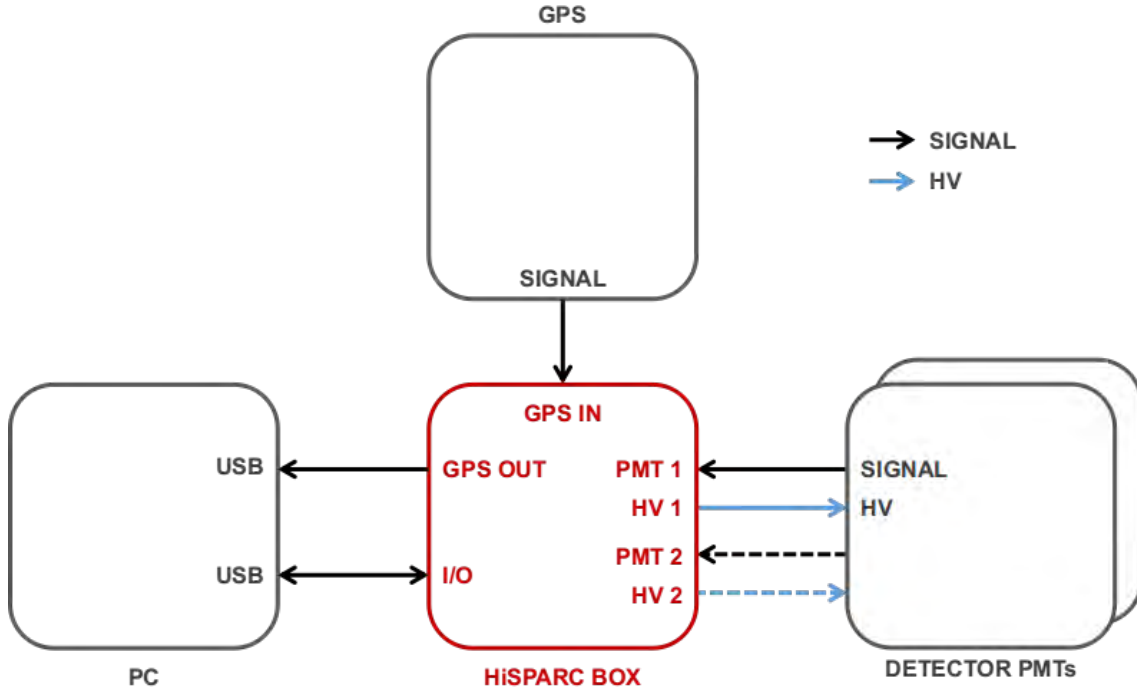 GPS
SIGNAL
HV
SIGNAL
GPS IN
USB
GPS OUT
PMT 1
SIGNAL
HV 1
HV
PMT 2
USB
I/O
HV 2
PC
HiSPARC BOX
DETECTOR PMTs